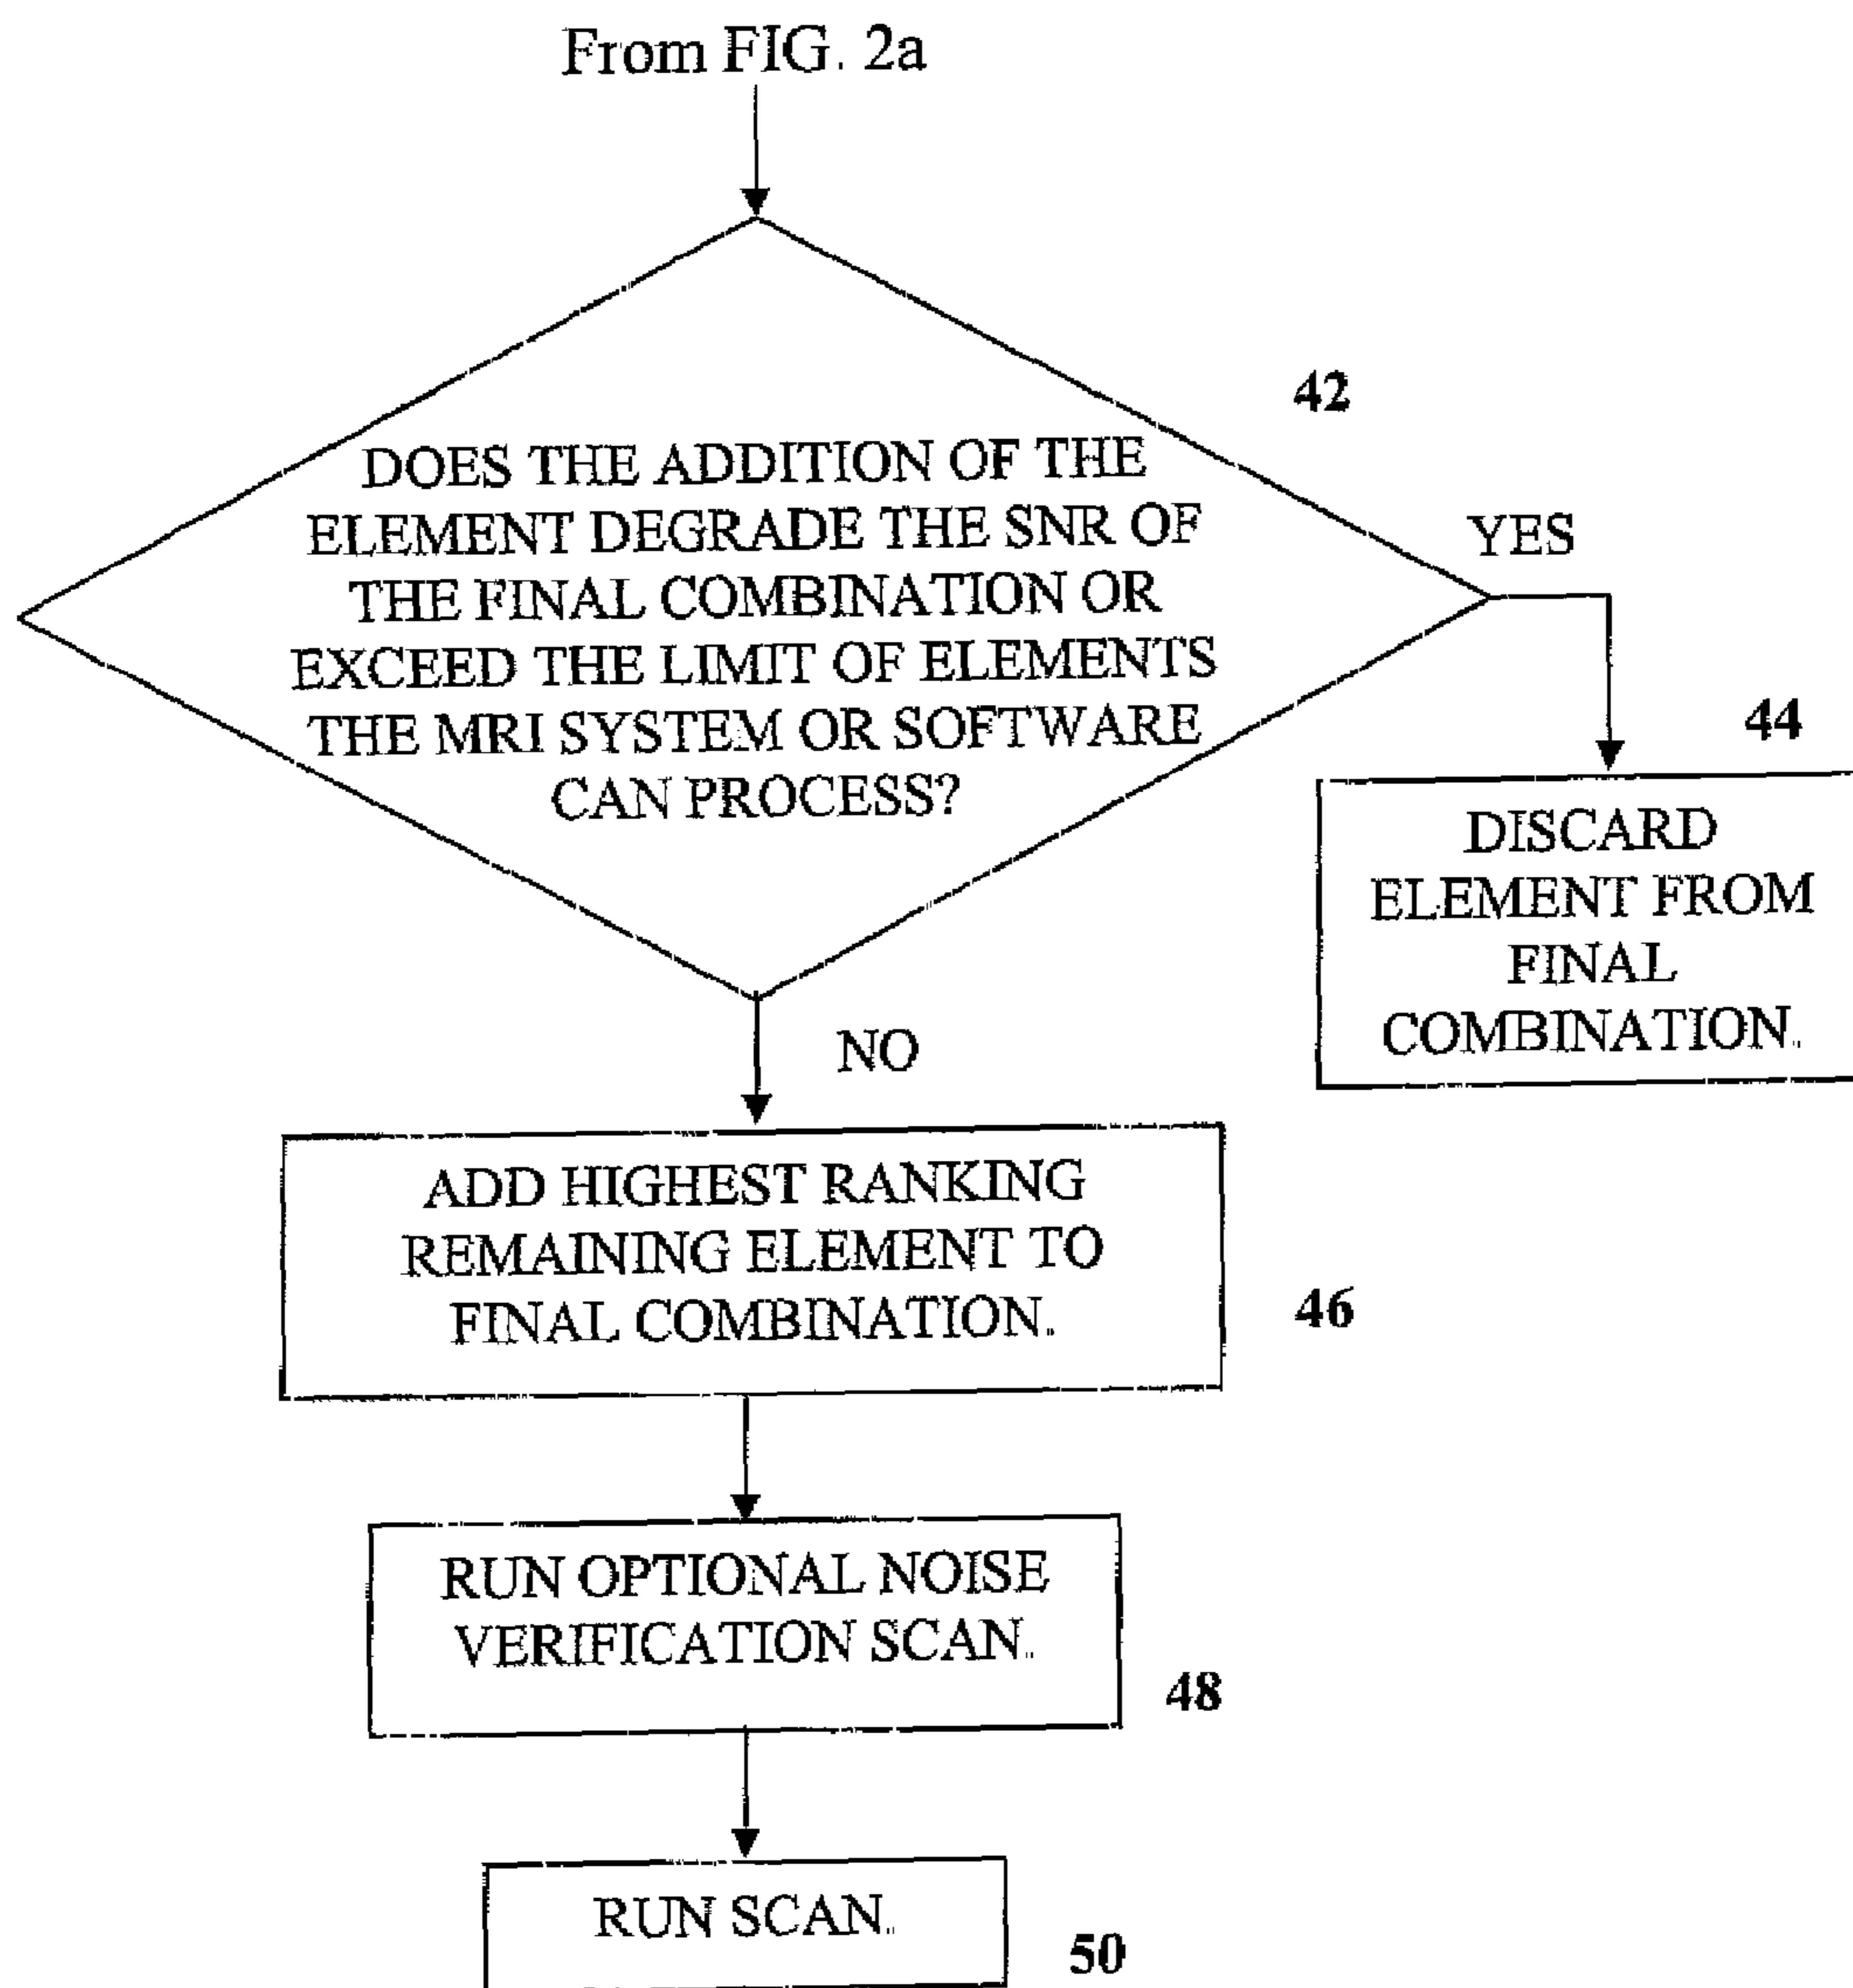 From FIG. 2a
42
DOES THE ADDITION OF THE
ELEMENT DEGRADE THE SNR OF
THE FINAL COMBINATION OR
EXCEED THE LIMIT OF ELEMENTS
THE MRI SYSTEM OR SOFTWARE
CAN PROCESS?
YES
44
DISCARD
ELEMENT FROM
FINAL
COMBINATION.
NO
ADD HIGHEST RANKING
REMAINING ELEMENT TO
FINAL COMBINATION.
46
RUN OPTIONAL NOISE
VERIFICATION SCAN.
48
RUN SCAN.
50